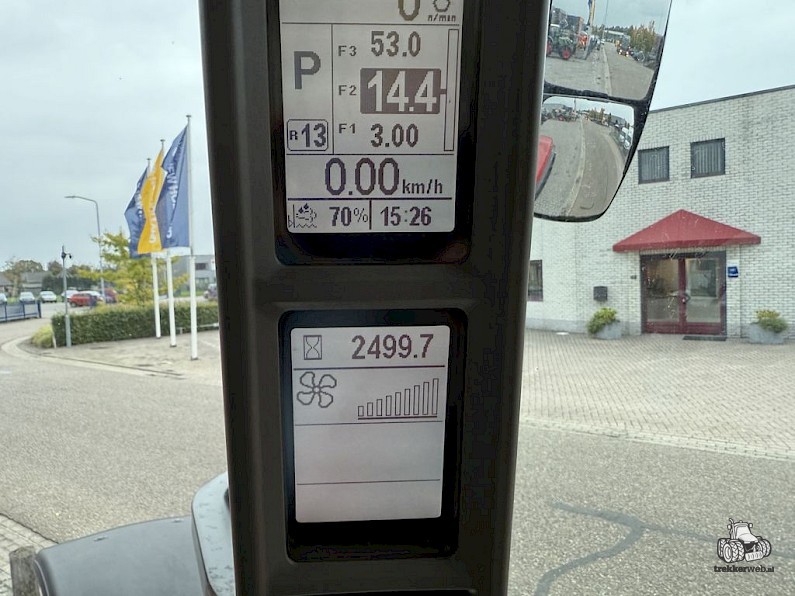 0 n/min
P
F3 53.0
F2 14.4
R13
F1 3.00
0.00 km/h
70% 15:26
2499.7
trekkerweb.nl